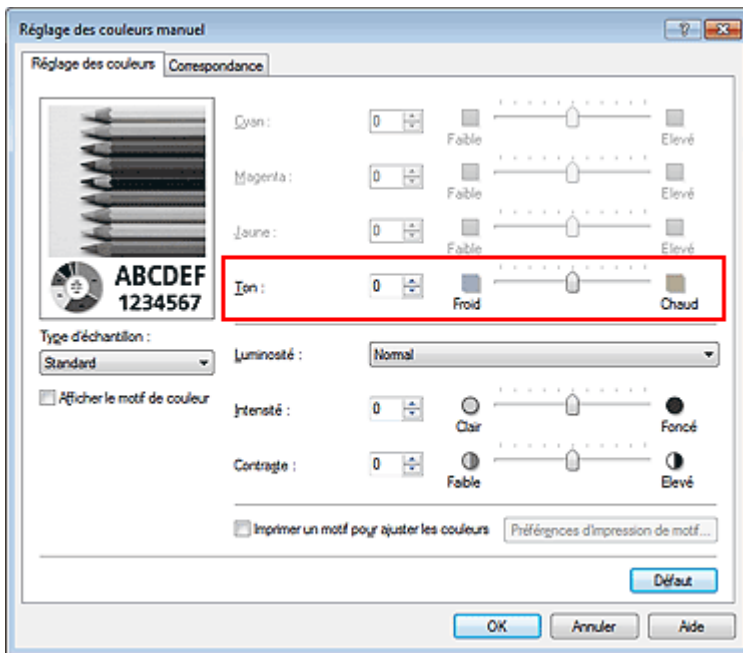 Réglage des couleurs manuel
Réglage des couleurs
Correspondance
ABCDEF
1234567
Type d'échantillon :
Standard
Afficher le motif de couleur
Cyan :
0
Faible
Elevé
Magenta :
0
Faible
Elevé
Jaune :
0
Faible
Elevé
Ton :
0
Froid
Chaud
Luminosité :
Normal
Intensité :
0
Clair
Foncé
Contraste :
0
Faible
Elevé
Imprimer un motif pour ajuster les couleurs
Préférences d'impression de motif...
Défaut
OK
Annuler
Aide